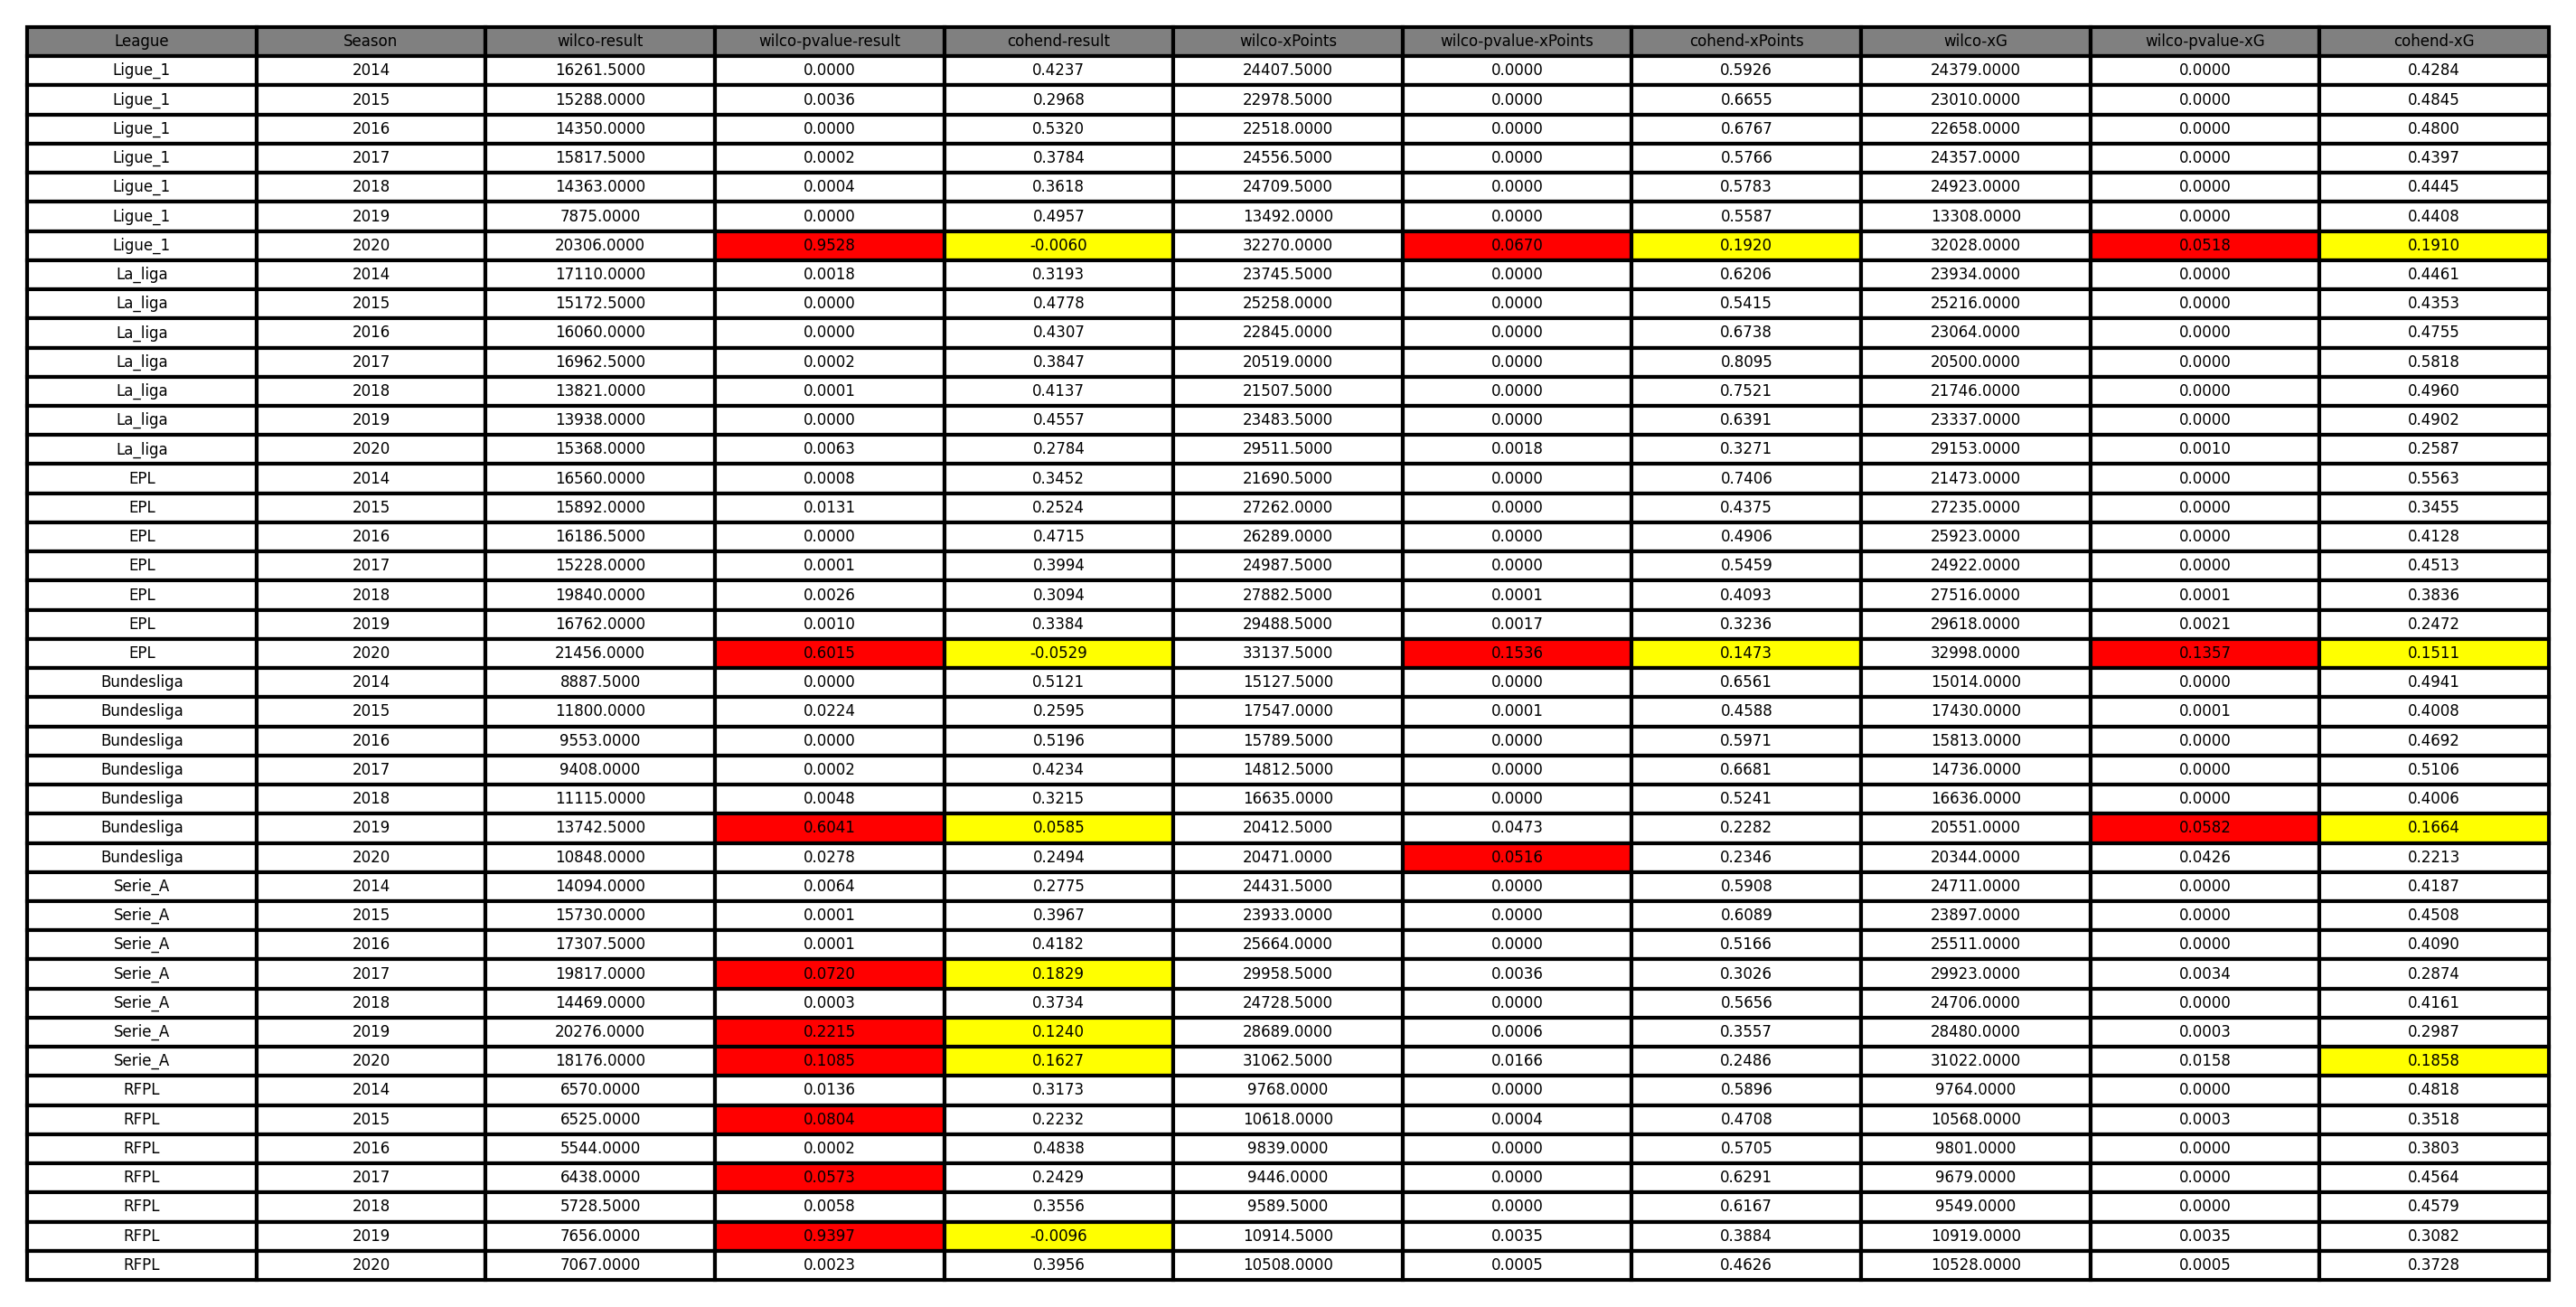 League Season wilco-result wilco-pvalue-result cohend-result wilco-xPoints wilco-pvalue-xPoints cohend-xPoints wilco-xG wilco-pvalue-xG cohend-xG
Ligue_1 2014 16261.5000 0.0000 0.4237 24407.5000 0.0000 0.5926 24379.0000 0.0000 0.4284
Ligue_1 2015 15288.0000 0.0036 0.2968 22978.5000 0.0000 0.6655 23010.0000 0.0000 0.4845
Ligue_1 2016 14350.0000 0.0000 0.5320 22518.0000 0.0000 0.6767 22658.0000 0.0000 0.4800
Ligue_1 2017 15817.5000 0.0002 0.3784 24556.5000 0.0000 0.5766 24357.0000 0.0000 0.4397
Ligue_1 2018 14363.0000 0.0004 0.3618 24709.5000 0.0000 0.5783 24923.0000 0.0000 0.4445
Ligue_1 2019 7875.0000 0.0000 0.4957 13492.0000 0.0000 0.5587 13308.0000 0.0000 0.4408
Ligue_1 2020 20306.0000 0.9528 -0.0060 32270.0000 0.0670 0.1920 32028.0000 0.0518 0.1910
La_liga 2014 17110.0000 0.0018 0.3193 23745.5000 0.0000 0.6206 23934.0000 0.0000 0.4461
La_liga 2015 15172.5000 0.0000 0.4778 25258.0000 0.0000 0.5415 25216.0000 0.0000 0.4353
La_liga 2016 16060.0000 0.0000 0.4307 22845.0000 0.0000 0.6738 23064.0000 0.0000 0.4755
La_liga 2017 16962.5000 0.0002 0.3847 20519.0000 0.0000 0.8095 20500.0000 0.0000 0.5818
La_liga 2018 13821.0000 0.0001 0.4137 21507.5000 0.0000 0.7521 21746.0000 0.0000 0.4960
La_liga 2019 13938.0000 0.0000 0.4557 23483.5000 0.0000 0.6391 23337.0000 0.0000 0.4902
La_liga 2020 15368.0000 0.0063 0.2784 29511.5000 0.0018 0.3271 29153.0000 0.0010 0.2587
EPL 2014 16560.0000 0.0008 0.3452 21690.5000 0.0000 0.7406 21473.0000 0.0000 0.5563
EPL 2015 15892.0000 0.0131 0.2524 27262.0000 0.0000 0.4375 27235.0000 0.0000 0.3455
EPL 2016 16186.5000 0.0000 0.4715 26289.0000 0.0000 0.4906 25923.0000 0.0000 0.4128
EPL 2017 15228.0000 0.0001 0.3994 24987.5000 0.0000 0.5459 24922.0000 0.0000 0.4513
EPL 2018 19840.0000 0.0026 0.3094 27882.5000 0.0001 0.4093 27516.0000 0.0001 0.3836
EPL 2019 16762.0000 0.0010 0.3384 29488.5000 0.0017 0.3236 29618.0000 0.0021 0.2472
EPL 2020 21456.0000 0.6015 -0.0529 33137.5000 0.1536 0.1473 32998.0000 0.1357 0.1511
Bundesliga 2014 8887.5000 0.0000 0.5121 15127.5000 0.0000 0.6561 15014.0000 0.0000 0.4941
Bundesliga 2015 11800.0000 0.0224 0.2595 17547.0000 0.0001 0.4588 17430.0000 0.0001 0.4008
Bundesliga 2016 9553.0000 0.0000 0.5196 15789.5000 0.0000 0.5971 15813.0000 0.0000 0.4692
Bundesliga 2017 9408.0000 0.0002 0.4234 14812.5000 0.0000 0.6681 14736.0000 0.0000 0.5106
Bundesliga 2018 11115.0000 0.0048 0.3215 16635.0000 0.0000 0.5241 16636.0000 0.0000 0.4006
Bundesliga 2019 13742.5000 0.6041 0.0585 20412.5000 0.0473 0.2282 20551.0000 0.0582 0.1664
Bundesliga 2020 10848.0000 0.0278 0.2494 20471.0000 0.0516 0.2346 20344.0000 0.0426 0.2213
Serie_A 2014 14094.0000 0.0064 0.2775 24431.5000 0.0000 0.5908 24711.0000 0.0000 0.4187
Serie_A 2015 15730.0000 0.0001 0.3967 23933.0000 0.0000 0.6089 23897.0000 0.0000 0.4508
Serie_A 2016 17307.5000 0.0001 0.4182 25664.0000 0.0000 0.5166 25511.0000 0.0000 0.4090
Serie_A 2017 19817.0000 0.0720 0.1829 29958.5000 0.0036 0.3026 29923.0000 0.0034 0.2874
Serie_A 2018 14469.0000 0.0003 0.3734 24728.5000 0.0000 0.5656 24706.0000 0.0000 0.4161
Serie_A 2019 20276.0000 0.2215 0.1240 28689.0000 0.0006 0.3557 28480.0000 0.0003 0.2987
Serie_A 2020 18176.0000 0.1085 0.1627 31062.5000 0.0166 0.2486 31022.0000 0.0158 0.1858
RFPL 2014 6570.0000 0.0136 0.3173 9768.0000 0.0000 0.5896 9764.0000 0.0000 0.4818
RFPL 2015 6525.0000 0.0804 0.2232 10618.0000 0.0004 0.4708 10568.0000 0.0003 0.3518
RFPL 2016 5544.0000 0.0002 0.4838 9839.0000 0.0000 0.5705 9801.0000 0.0000 0.3803
RFPL 2017 6438.0000 0.0573 0.2429 9446.0000 0.0000 0.6291 9679.0000 0.0000 0.4564
RFPL 2018 5728.5000 0.0058 0.3556 9589.5000 0.0000 0.6167 9549.0000 0.0000 0.4579
RFPL 2019 7656.0000 0.9397 -0.0096 10914.5000 0.0035 0.3884 10919.0000 0.0035 0.3082
RFPL 2020 7067.0000 0.0023 0.3956 10508.0000 0.0005 0.4626 10528.0000 0.0005 0.3728